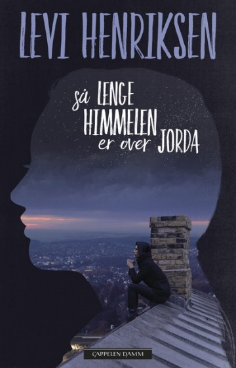 LEVI HENRIKSEN
så LENGE
HIMMELEN
er over JORDA
CAPPELEN DAMM